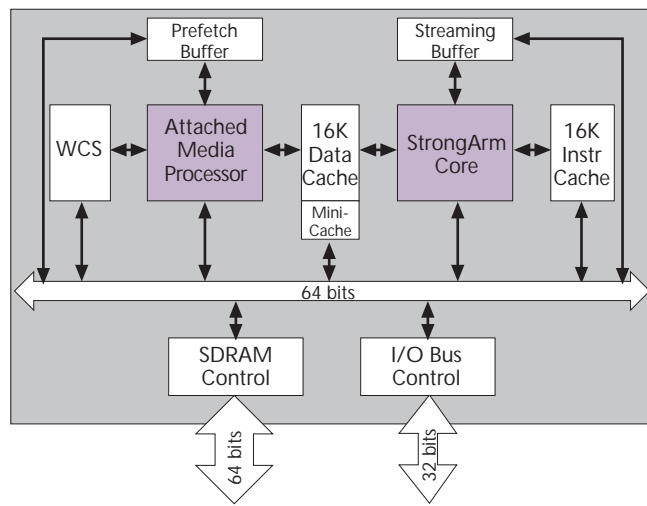 Prefetch
Buffer
Streaming
Buffer
WCS
Attached
Media
Processor
16K
Data
Cache
Mini-
Cache
StrongArm
Core
16K
Instr
Cache
64 bits
SDRAM
Control
I/O Bus
Control
64 bits
32 bits